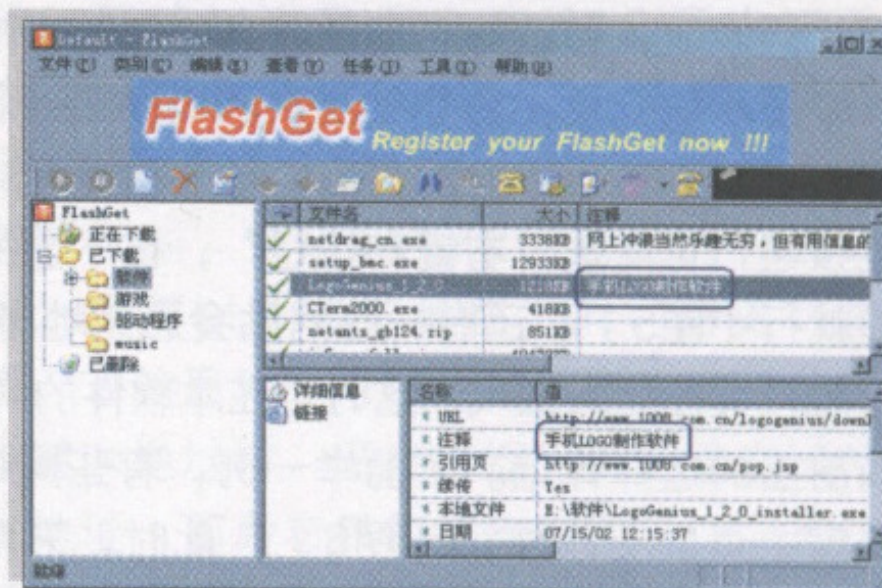 Default - FlashGet
文件(F) 类别(C) 编辑(E) 查看(V) 任务(J) 工具(T) 帮助(H)
FlashGet Register your FlashGet now !!!
FlashGet
正在下载
已下载
软件
游戏
驱动程序
music
已删除
文件名 大小 注释
netdrag_cn.exe 3338KB 网上冲浪当然乐趣无穷，但有用信息的
setup_bmc.exe 12933KB
LogoGenius_1_2_0 1218KB 手机LOGO制作软件
CTerm2000.exe 418KB
netants_gb124.zip 851KB
详细信息
链接
名称 值
URL http://www.1008.com.cn/logogenius/downl
注释 手机LOGO制作软件
引用页 http://www.1008.com.cn/pop.jsp
续传 Yes
本地文件 E:\软件\LogoGenius_1_2_0_installer.exe
日期 07/15/02 12:15:37